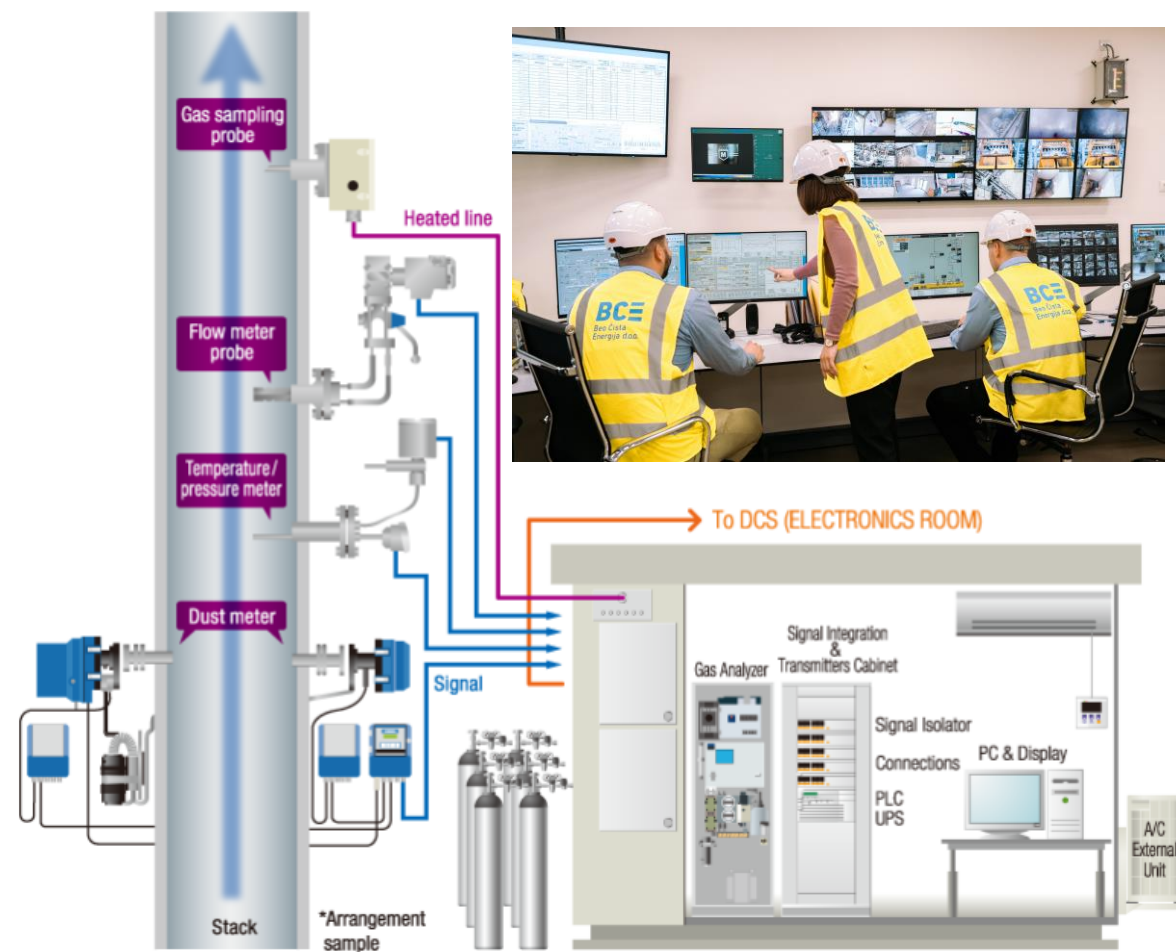 Gas sampling
probe
Heated line
Flow meter
probe
Temperature /
pressure meter
Dust meter
Signal
Stack
*Arrangement
sample
BCE
Beo Čista
Energija d.o.o.
BCE
Beo Čista
Energija d.o.o.
To DCS (ELECTRONICS ROOM)
Gas Analyzer
Signal Integration
&
Transmitters Cabinet
Signal Isolator
Connections
PLC
UPS
PC & Display
A/C
External
Unit